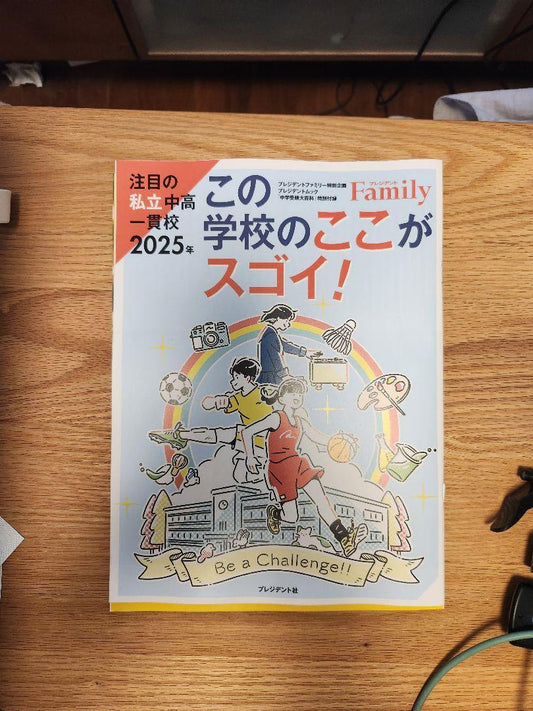 注目の
私立中高
一貫校
2025年
プレジデントファミリー特別企画
プレジデントムック
「中学受験大百科」特別付録
プレジデント
Family
この
学校のここが
スゴイ!
Be a Challenge!!
プレジデント社